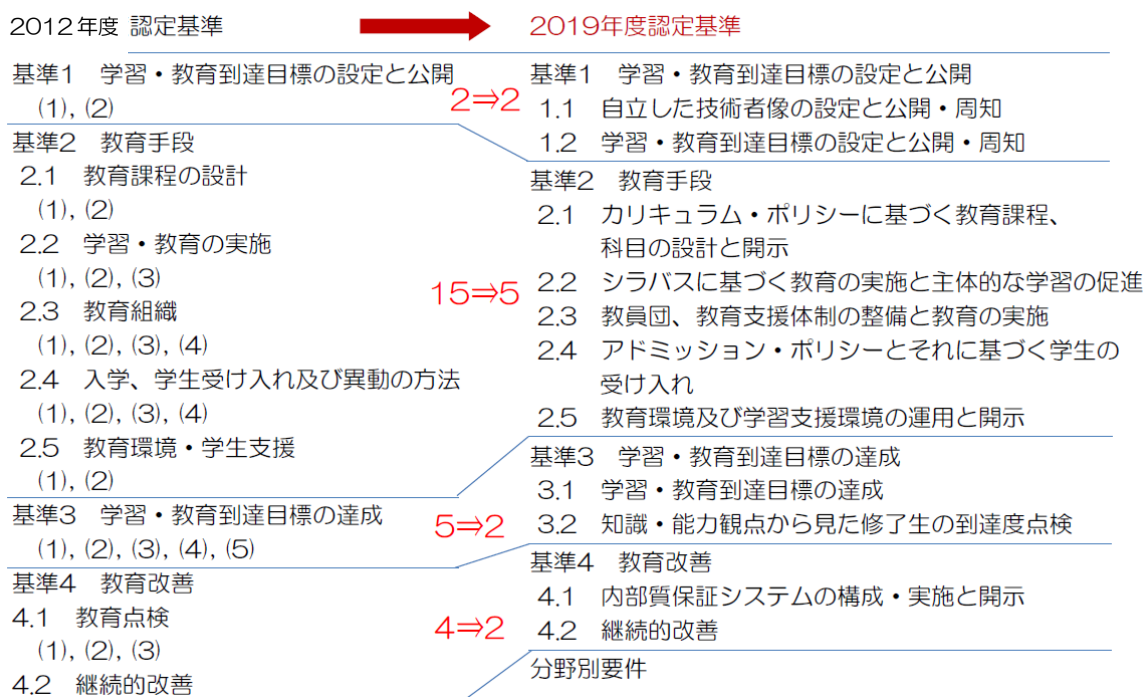 2012年度 認定基準
基準1　学習・教育到達目標の設定と公開
(1), (2)
基準2　教育手段
2.1　教育課程の設計
(1), (2)
2.2　学習・教育の実施
(1), (2), (3)
2.3　教育組織
(1), (2), (3), (4)
2.4　入学、学生受け入れ及び異動の方法
(1), (2), (3), (4)
2.5　教育環境・学生支援
(1), (2)
基準3　学習・教育到達目標の達成
(1), (2), (3), (4), (5)
基準4　教育改善
4.1　教育点検
(1), (2), (3)
4.2　継続的改善
2⇒2
15⇒5
5⇒2
4⇒2
2019年度認定基準
基準1　学習・教育到達目標の設定と公開
1.1　自立した技術者像の設定と公開・周知
1.2　学習・教育到達目標の設定と公開・周知
基準2　教育手段
2.1　カリキュラム・ポリシーに基づく教育課程、
科目の設計と開示
2.2　シラバスに基づく教育の実施と主体的な学習の促進
2.3　教員団、教育支援体制の整備と教育の実施
2.4　アドミッション・ポリシーとそれに基づく学生の
受け入れ
2.5　教育環境及び学習支援環境の運用と開示
基準3　学習・教育到達目標の達成
3.1　学習・教育到達目標の達成
3.2　知識・能力観点から見た修了生の到達度点検
基準4　教育改善
4.1　内部質保証システムの構成・実施と開示
4.2　継続的改善
分野別要件